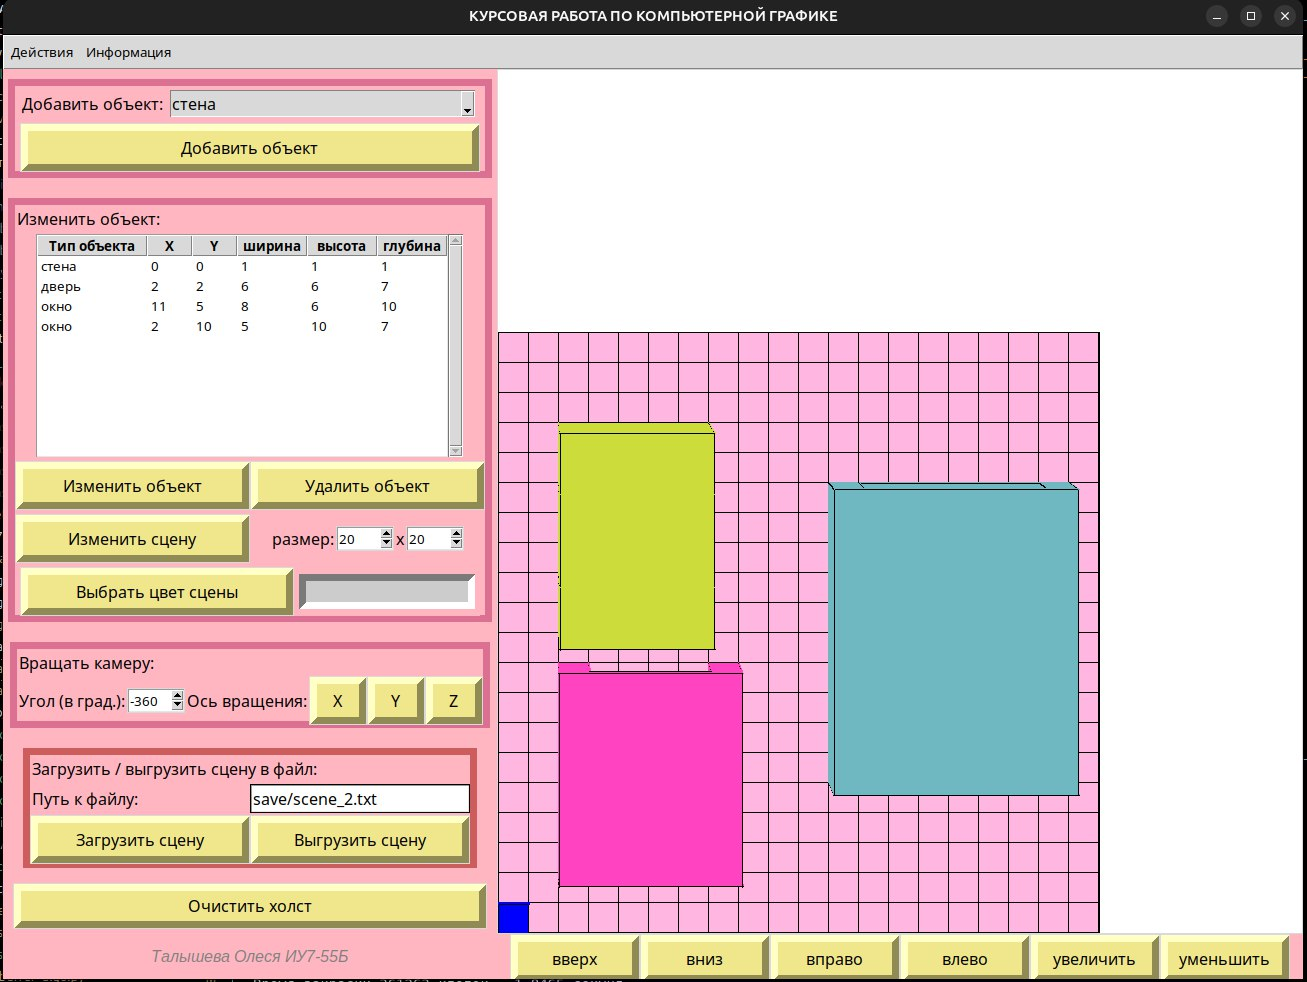 КУРСОВАЯ РАБОТА ПО КОМПЬЮТЕРНОЙ ГРАФИКЕ
Действия Информация
Добавить объект: стена
Добавить объект
Изменить объект:
Тип объекта X Y ширина высота глубина
стена 0 0 1 1 1
дверь 2 2 6 6 7
окно 11 5 8 6 10
окно 2 10 5 10 7
Изменить объект Удалить объект
Изменить сцену размер: 20 x 20
Выбрать цвет сцены
Вращать камеру:
Угол (в град.): -360 Ось вращения: X Y Z
Загрузить / выгрузить сцену в файл:
Путь к файлу: save/scene_2.txt
Загрузить сцену Выгрузить сцену
Очистить холст
Талышева Олеся ИУ7-55Б
вверх вниз вправо влево увеличить уменьшить